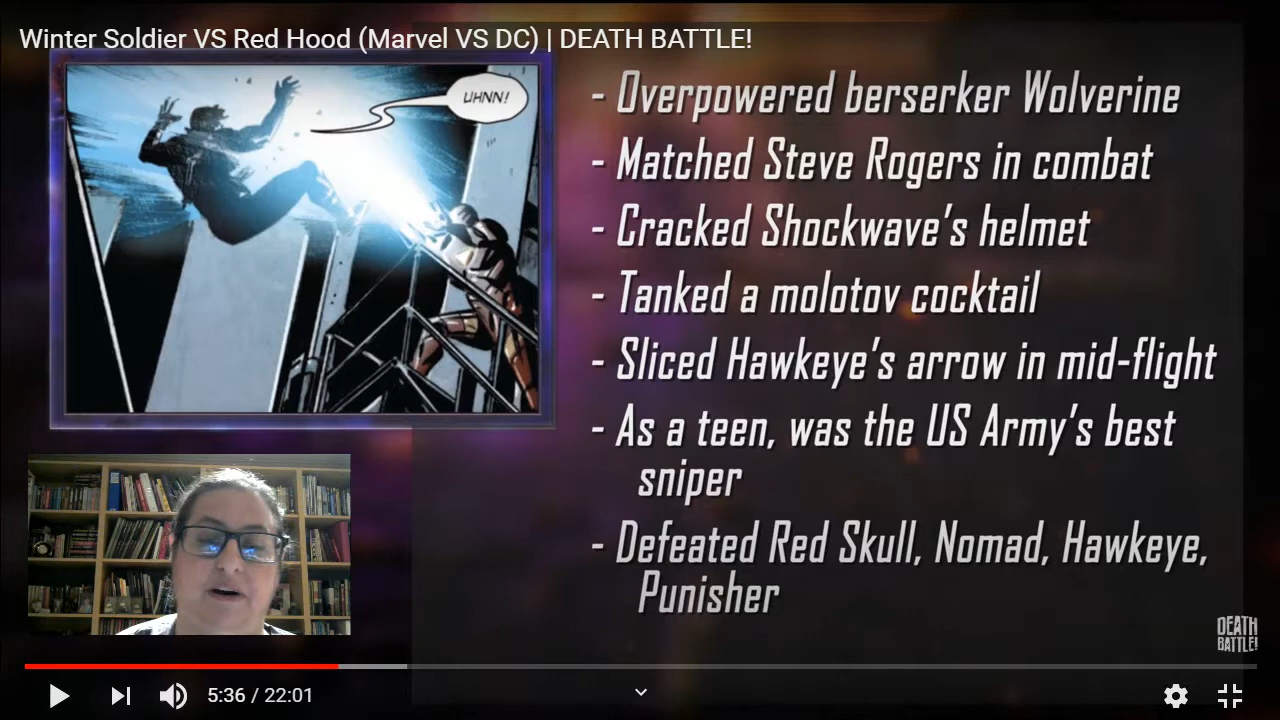 Winter Soldier VS Red Hood (Marvel VS DC) | DEATH BATTLE!
UHNN!
- Overpowered berserker Wolverine
- Matched Steve Rogers in combat
- Cracked Shockwave's helmet
- Tanked a molotov cocktail
- Sliced Hawkeye's arrow in mid-flight
- As a teen, was the US Army's best
sniper
- Defeated Red Skull, Nomad, Hawkeye,
Punisher
DEATH
BATTLE!
5:36 / 22:01